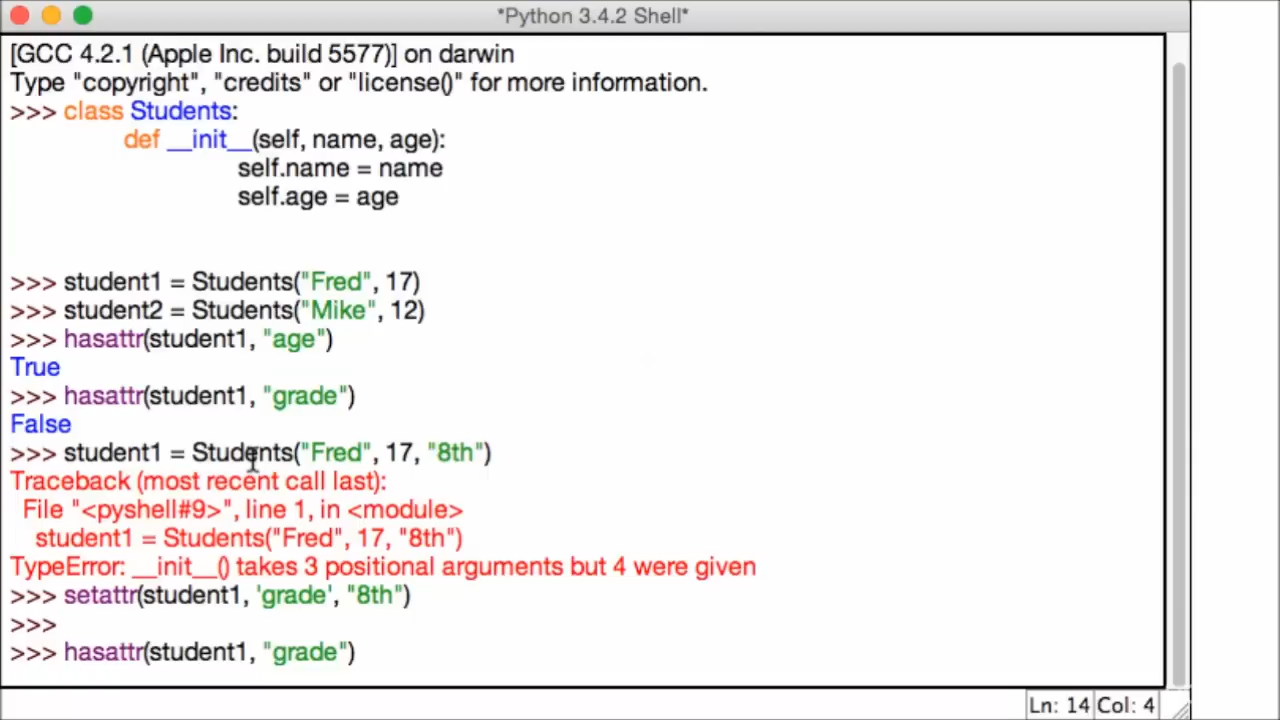 *Python 3.4.2 Shell*
[GCC 4.2.1 (Apple Inc. build 5577)] on darwin
Type "copyright", "credits" or "license()" for more information.
>>> class Students:
def __init__(self, name, age):
self.name = name
self.age = age
>>> student1 = Students("Fred", 17)
>>> student2 = Students("Mike", 12)
>>> hasattr(student1, "age")
True
>>> hasattr(student1, "grade")
False
>>> student1 = Students("Fred", 17, "8th")
Traceback (most recent call last):
File "<pyshell#9>", line 1, in <module>
student1 = Students("Fred", 17, "8th")
TypeError: __init__() takes 3 positional arguments but 4 were given
>>> setattr(student1, 'grade', "8th")
>>>
>>> hasattr(student1, "grade")
Ln: 14 Col: 4